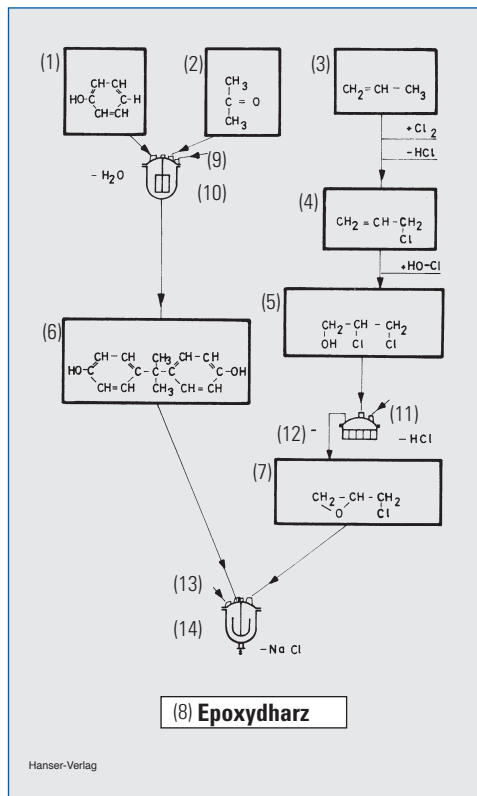 (1)
CH-CH
HO-C C-H
CH=CH
(2)
CH3
C = O
CH3
(3)
CH2=CH-CH3
+Cl2
-HCl
(9)
- H2O
(10)
(4)
CH2=CH-CH2
Cl
+HO-Cl
(5)
CH2-CH-CH2
OH Cl Cl
(6)
CH-CH CH3 CH-CH
HO-C C-C-C C-OH
CH=CH CH3 CH=CH
(11)
(12) -
- HCl
(7)
CH2-CH-CH2
O Cl
(13)
(14)
-NaCl
(8) Epoxydharz
Hanser-Verlag